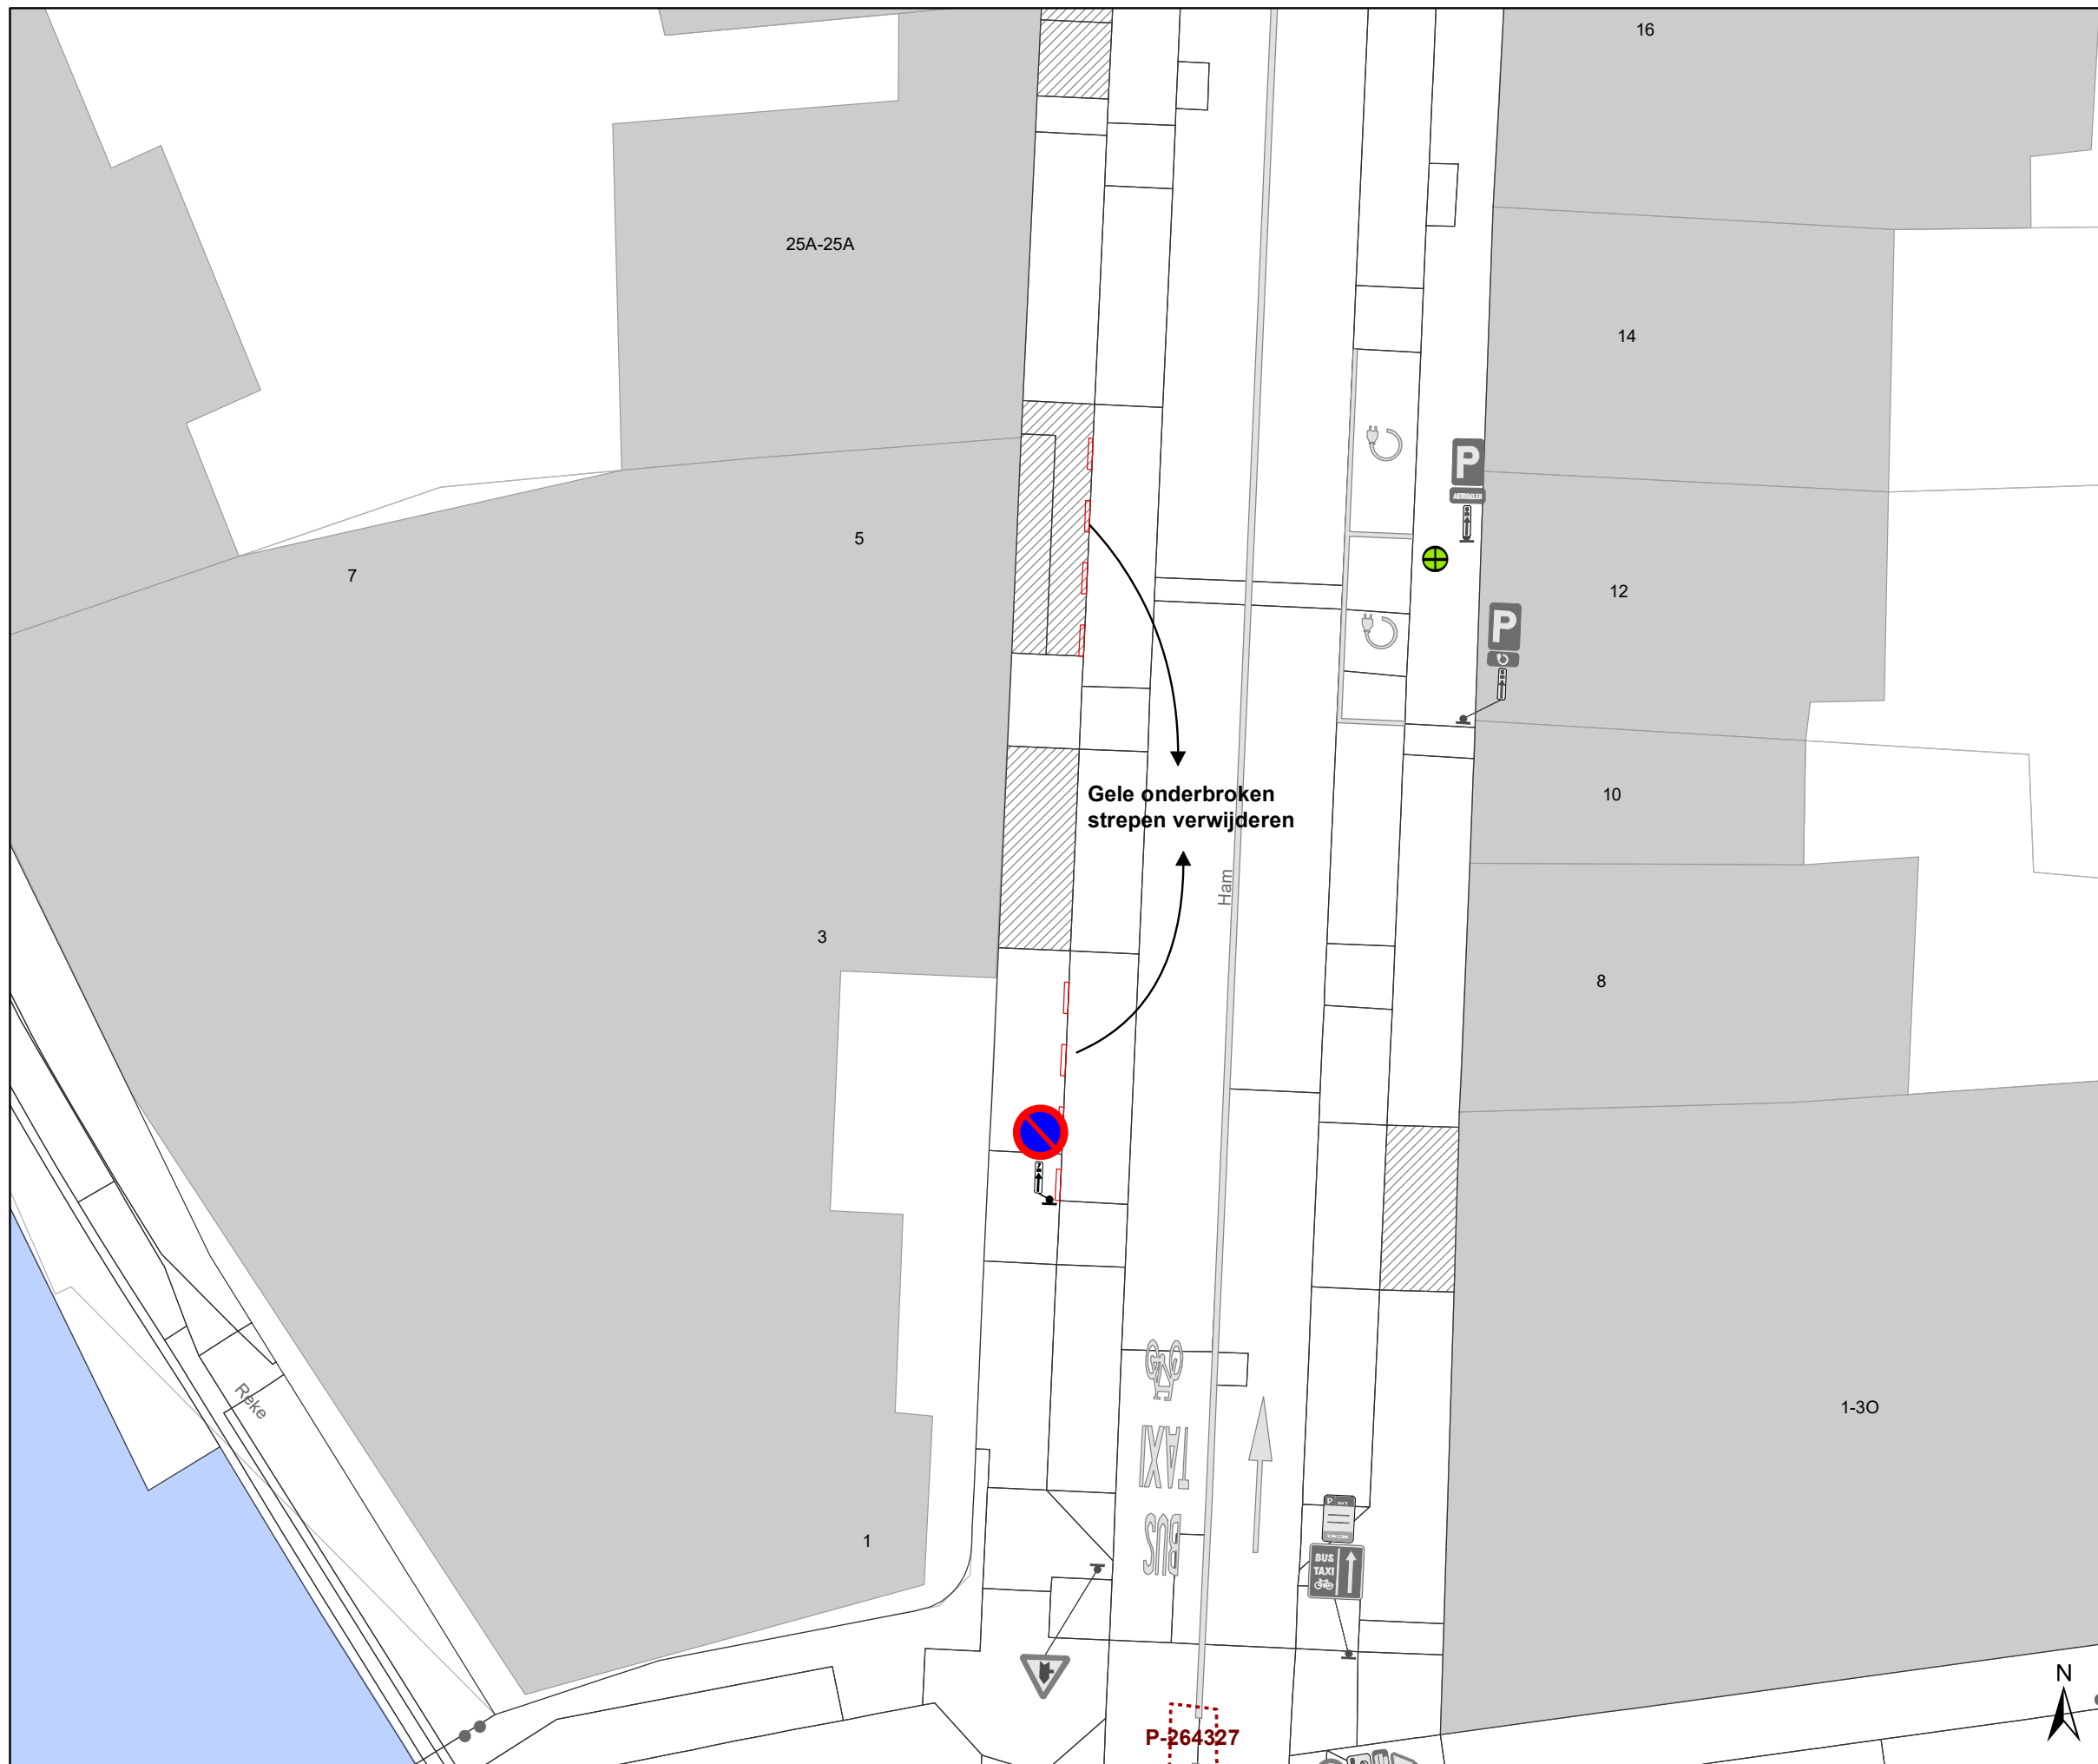 16
25A-25A
14
P
AUTODELEN
5
7
12
P
Gele onderbroken
strepen verwijderen
10
Ham
3
8
Reke
1-3O
TAXI
BUS
1
P
BUS
TAXI
N
P-264327